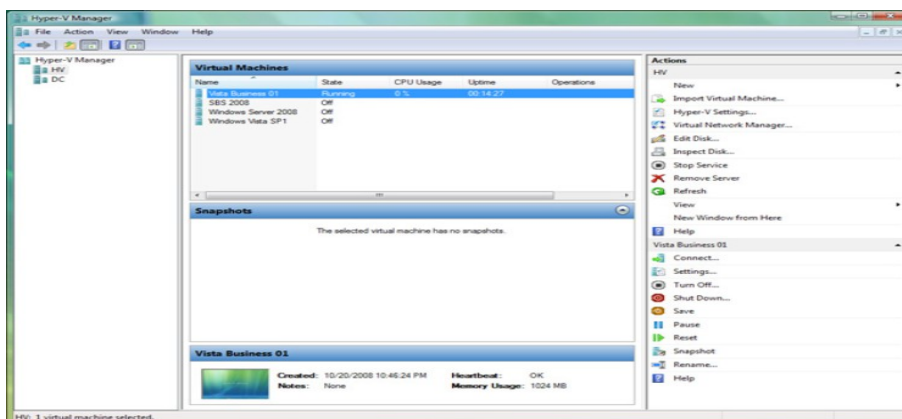 Hyper-V Manager
File Action View Window Help
Hyper-V Manager
HV
DC
Virtual Machines
Name State CPU Usage Uptime Operations
Vista Business 01 Running 0 % 00:14:27
SBS 2008 Off
Windows Server 2008 Off
Windows Vista SP1 Off
Snapshots
The selected virtual machine has no snapshots.
Vista Business 01
Created: 10/20/2008 10:46:24 PM Heartbeat: OK
Notes: None Memory Usage: 1024 MB
Actions
HV
New
Import Virtual Machine...
Hyper-V Settings...
Virtual Network Manager...
Edit Disk...
Inspect Disk...
Stop Service
Remove Server
Refresh
View
New Window from Here
Help
Vista Business 01
Connect...
Settings...
Turn Off...
Shut Down...
Save
Pause
Reset
Snapshot
Rename...
Help
HV: 1 virtual machine selected.